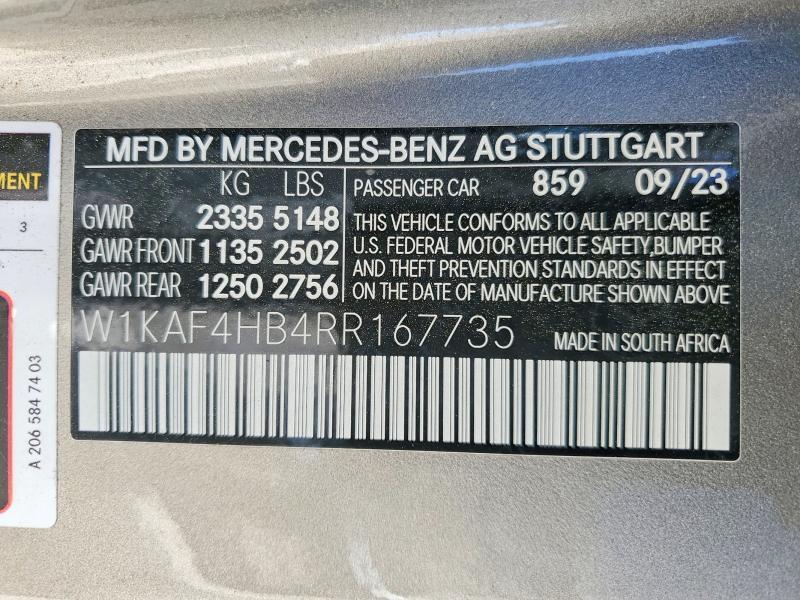 MENT
3
A 206 584 74 03
MFD BY MERCEDES-BENZ AG STUTTGART
KG LBS
GVWR 2335 5148
GAWR FRONT 1135 2502
GAWR REAR 1250 2756
PASSENGER CAR 859 09/23
THIS VEHICLE CONFORMS TO ALL APPLICABLE
U.S. FEDERAL MOTOR VEHICLE SAFETY,BUMPER
AND THEFT PREVENTION STANDARDS IN EFFECT
ON THE DATE OF MANUFACTURE SHOWN ABOVE
W1KAF4HB4RR167735
MADE IN SOUTH AFRICA